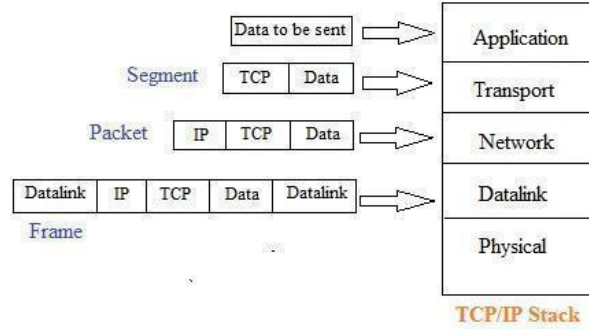 Data to be sent
Application
Segment
TCP Data
Transport
Packet
IP TCP Data
Network
Datalink IP TCP Data Datalink
Datalink
Frame
Physical
TCP/IP Stack